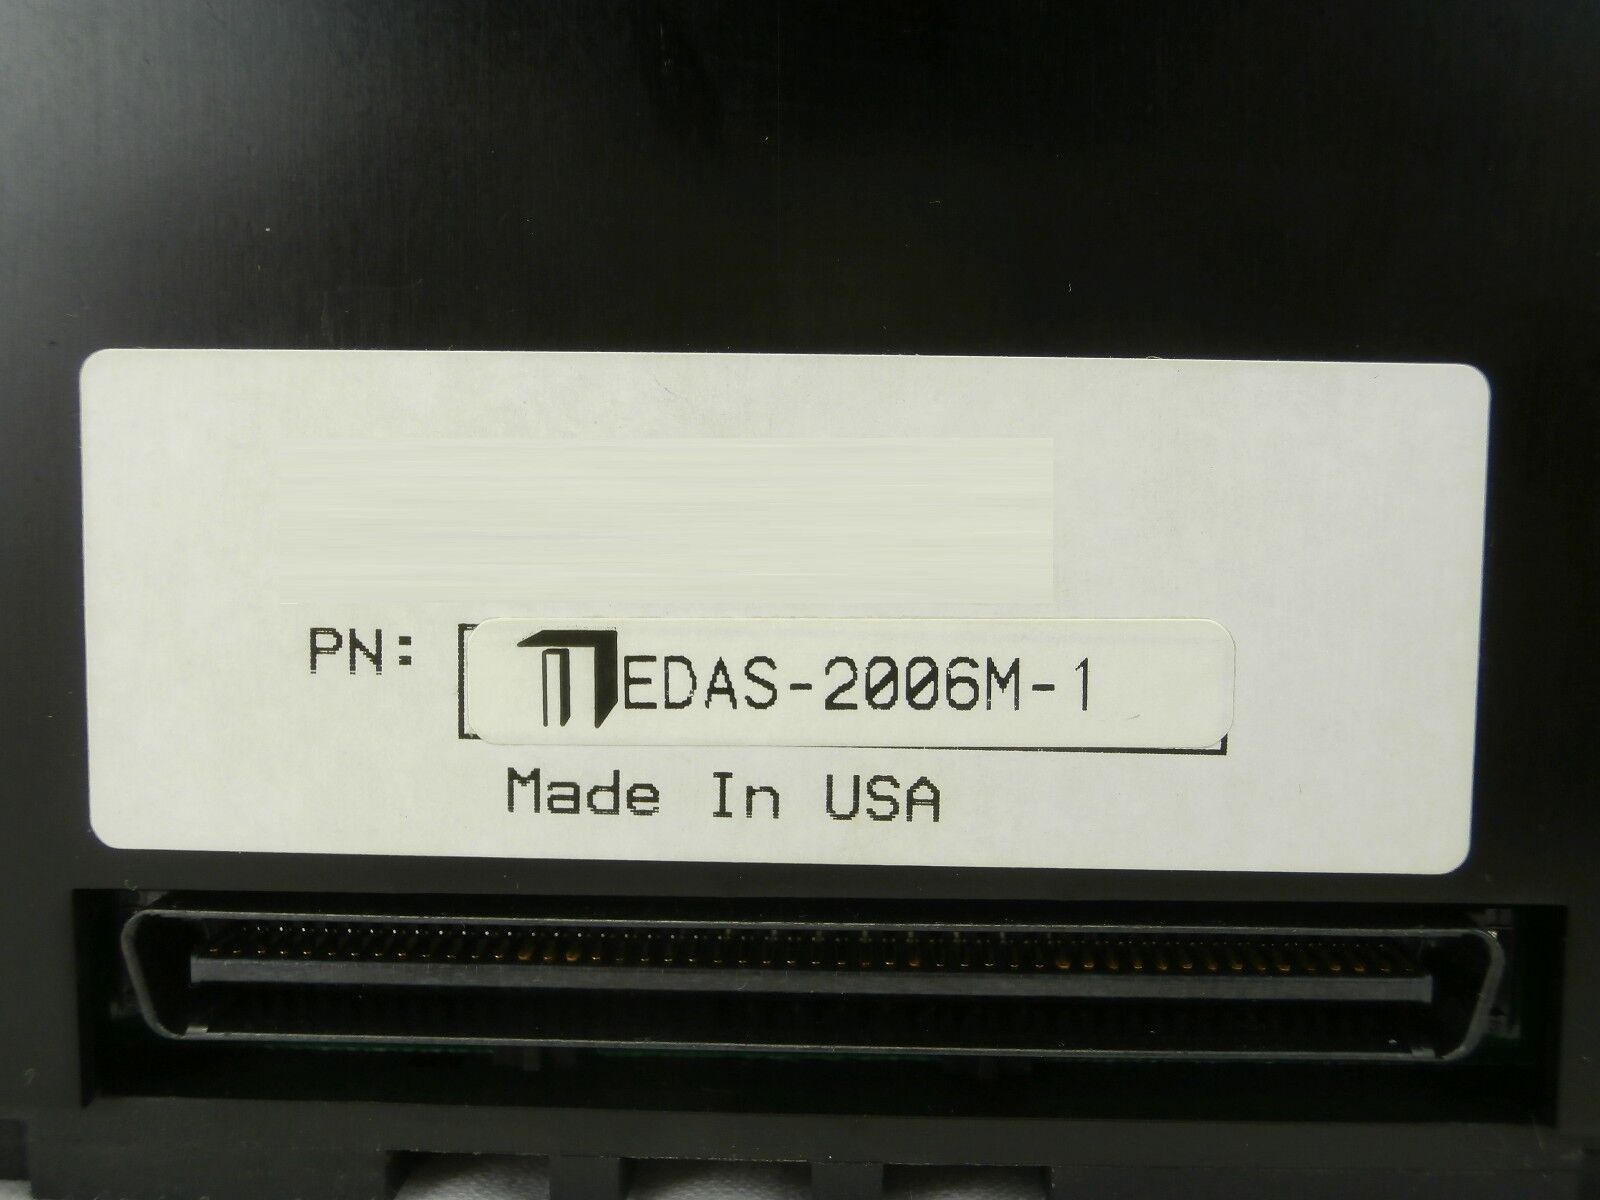 PN: EDAS-2006M-1
Made In USA